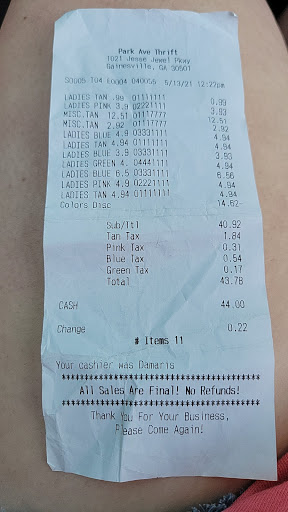 Park Ave Thrift
1021 Jesse Jewel Pkwy
Gainesville, GA 30501
5/13/21 12:27pm
LADIES TAN .99 01111111 0.99
LADIES PINK 3.9 02221111 3.93
MISC.TAN 12.51 01117777 12.51
MISC.TAN 2.92 01117777 2.92
LADIES BLUE 4.9 03331111 4.94
LADIES TAN 4.94 01111111 4.94
LADIES BLUE 3.9 03331111 3.93
LADIES GREEN 4. 04441111 4.94
LADIES BLUE 6.5 03331111 6.56
LADIES PINK 4.9 02221111 4.94
LADIES TAN 4.94 01111111 4.94
Colors Disc 14.62-
Sub/Ttl 40.92
Tan Tax 1.84
Pink Tax 0.31
Blue Tax 0.54
Green Tax 0.17
Total 43.78
CASH 44.00
Change 0.22
# Items 11
Your cashier was Damaris
All Sales Are Final! No Refunds!
Thank You For Your Business,
Please Come Again!